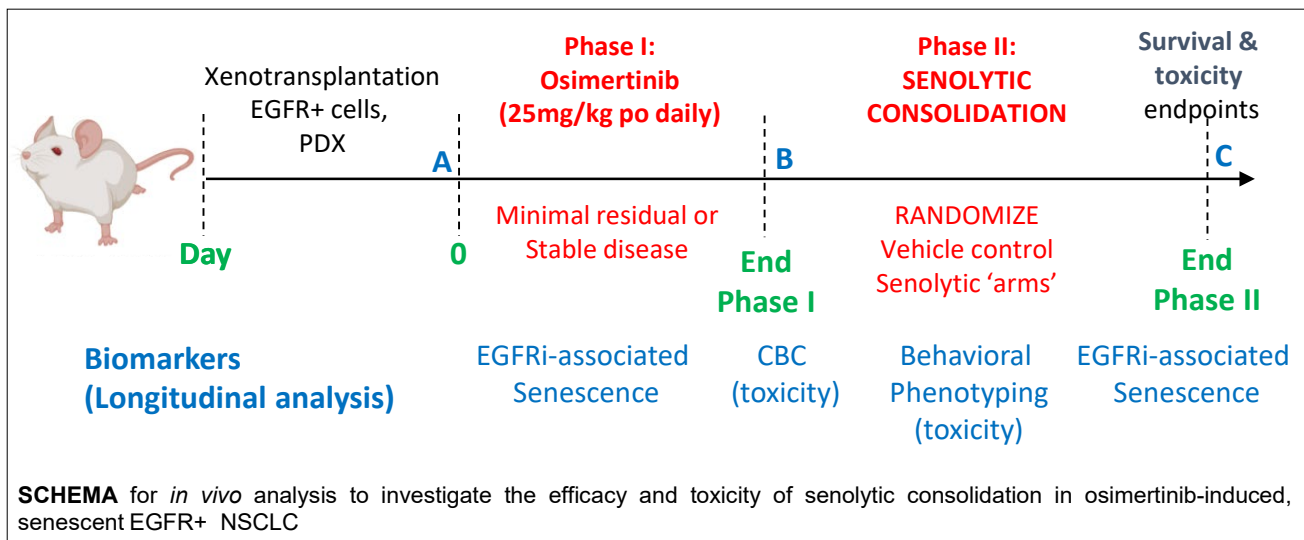 Xenotransplantation
EGFR+ cells,
PDX
Phase I:
Osimertinib
(25mg/kg po daily)
Phase II:
SENOLYTIC
CONSOLIDATION
Survival &
toxicity
endpoints
A
B
C
Day
0
Minimal residual or
Stable disease
End
Phase I
RANDOMIZE
Vehicle control
Senolytic 'arms'
End
Phase II
Biomarkers
(Longitudinal analysis)
EGFRi-associated
Senescence
CBC
(toxicity)
Behavioral
Phenotyping
(toxicity)
EGFRi-associated
Senescence
SCHEMA for in vivo analysis to investigate the efficacy and toxicity of senolytic consolidation in osimertinib-induced,
senescent EGFR+ NSCLC